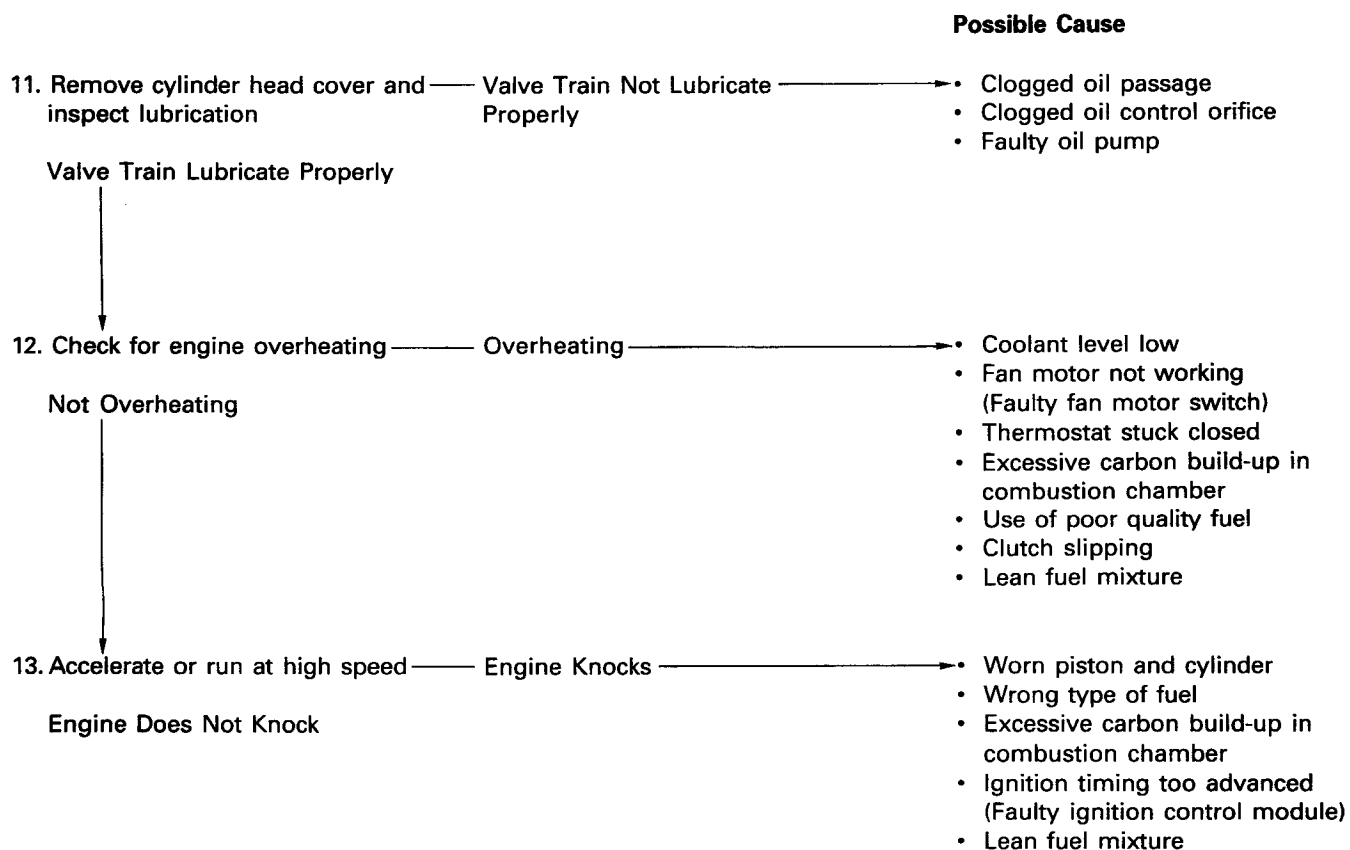 Possible Cause
11. Remove cylinder head cover and inspect lubrication
Valve Train Not Lubricate Properly
• Clogged oil passage
• Clogged oil control orifice
• Faulty oil pump
Valve Train Lubricate Properly
12. Check for engine overheating
Overheating
• Coolant level low
• Fan motor not working
(Faulty fan motor switch)
• Thermostat stuck closed
• Excessive carbon build-up in
combustion chamber
• Use of poor quality fuel
• Clutch slipping
• Lean fuel mixture
Not Overheating
13. Accelerate or run at high speed
Engine Knocks
• Worn piston and cylinder
• Wrong type of fuel
• Excessive carbon build-up in
combustion chamber
• Ignition timing too advanced
(Faulty ignition control module)
• Lean fuel mixture
Engine Does Not Knock